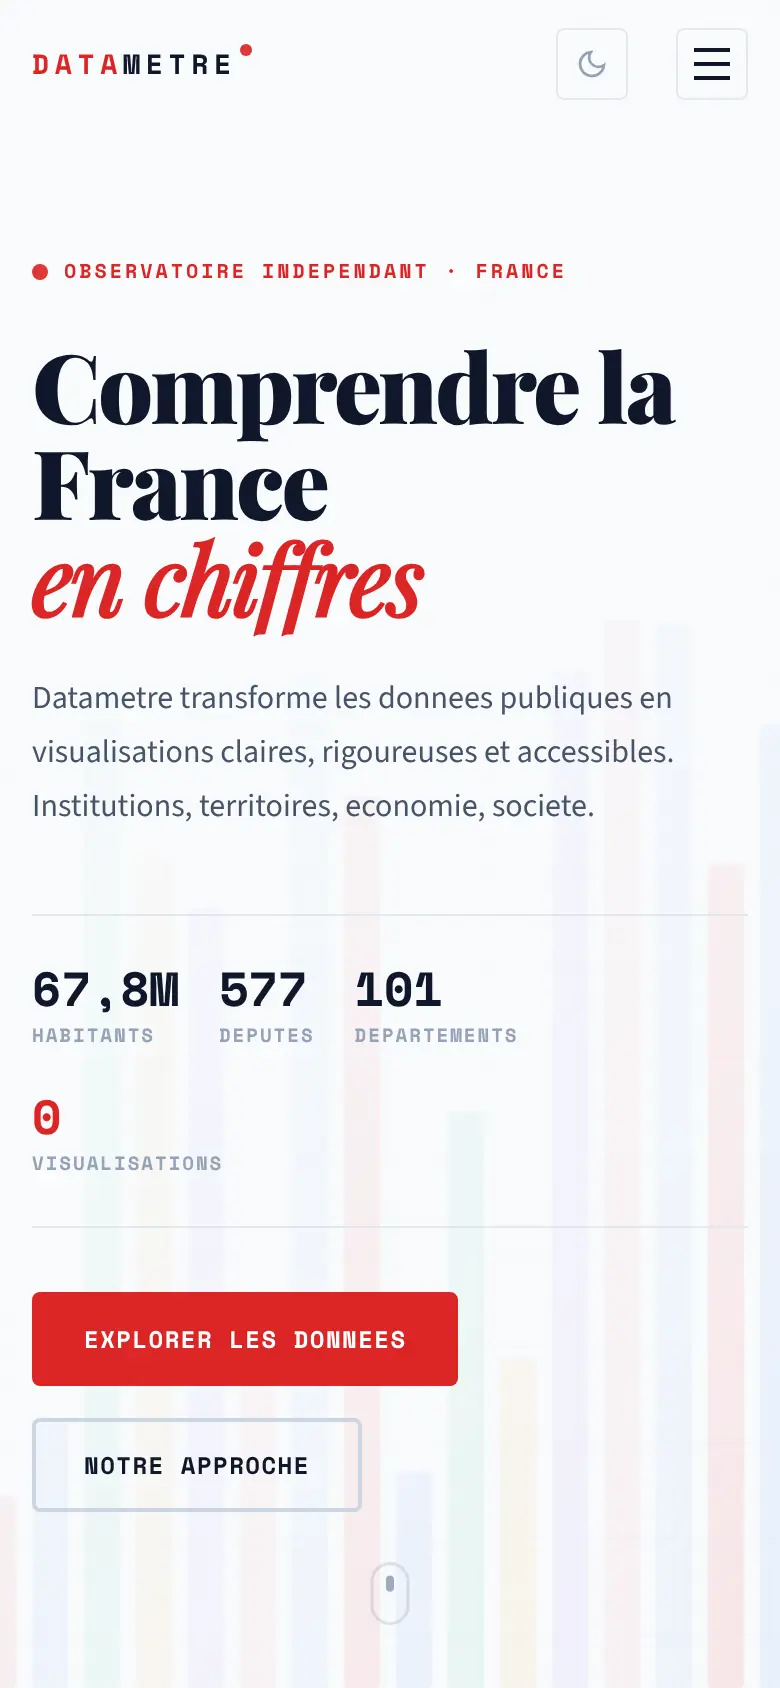 DATAMETRE
OBSERVATOIRE INDEPENDANT · FRANCE
Comprendre la
France
en chiffres
Datametre transforme les donnees publiques en
visualisations claires, rigoureuses et accessibles.
Institutions, territoires, economie, societe.
67,8M 577 101
HABITANTS DEPUTES DEPARTEMENTS
0
VISUALISATIONS
EXPLORER LES DONNEES
NOTRE APPROCHE